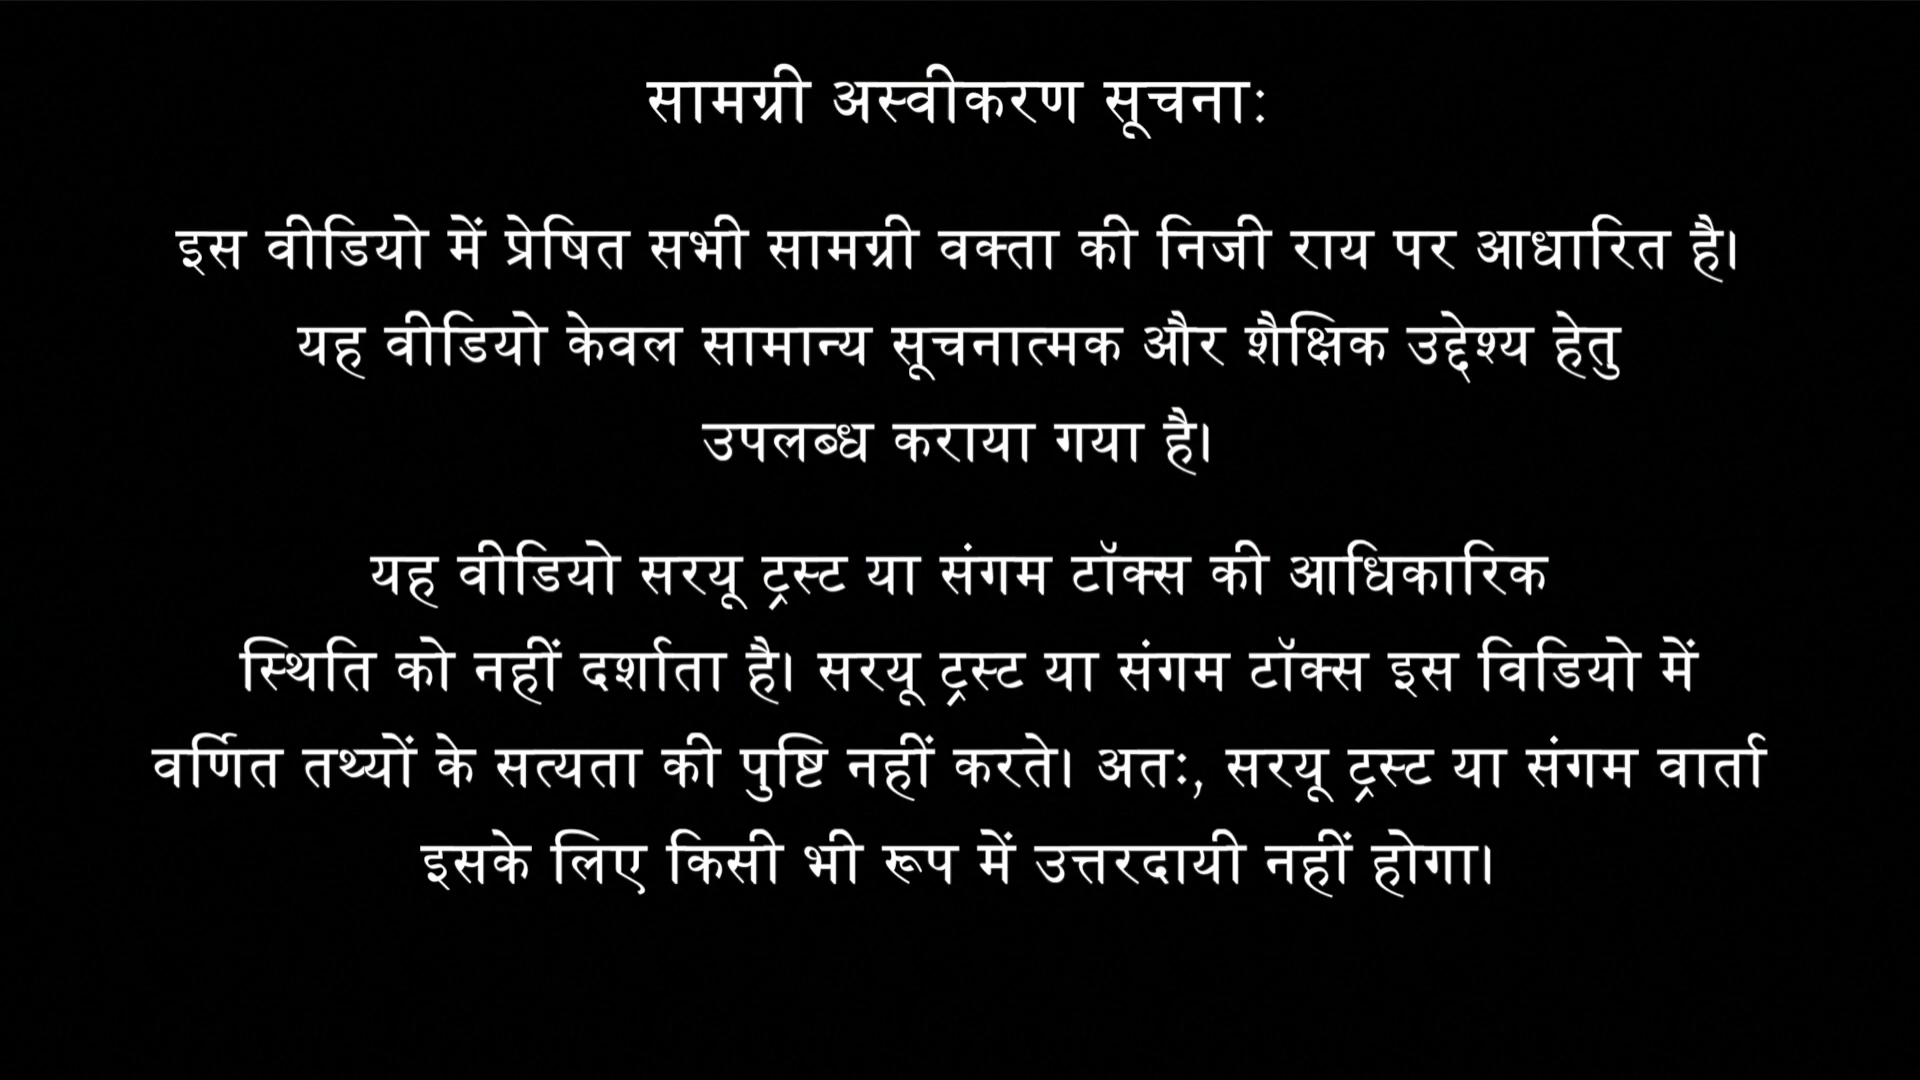 सामग्री अस्वीकरण सूचनाः
इस वीडियो में प्रेषित सभी सामग्री वक्ता की निजी राय पर आधारित है।
यह वीडियो केवल सामान्य सूचनात्मक और शैक्षिक उद्देश्य हेतु
उपलब्ध कराया गया है।
यह वीडियो सरयू ट्रस्ट या संगम टॉक्स की आधिकारिक
स्थिति को नहीं दर्शाता है। सरयू ट्रस्ट या संगम टॉक्स इस विडियो में
वर्णित तथ्यों के सत्यता की पुष्टि नहीं करते। अतः, सरयू ट्रस्ट या संगम वार्ता
इसके लिए किसी भी रूप में उत्तरदायी नहीं होगा।